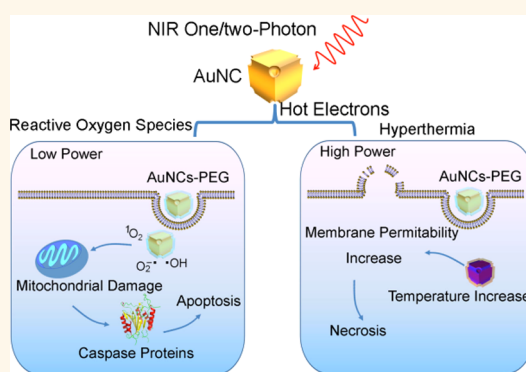 NIR One/two-Photon
AuNC
Hot Electrons
Reactive Oxygen Species
Hyperthermia
Low Power
AuNCs-PEG
¹O₂
O₂⁻• •OH
Mitochondrial Damage
Apoptosis
Caspase Proteins
High Power
AuNCs-PEG
Membrane Permitability
Increase
Temperature Increase
Necrosis